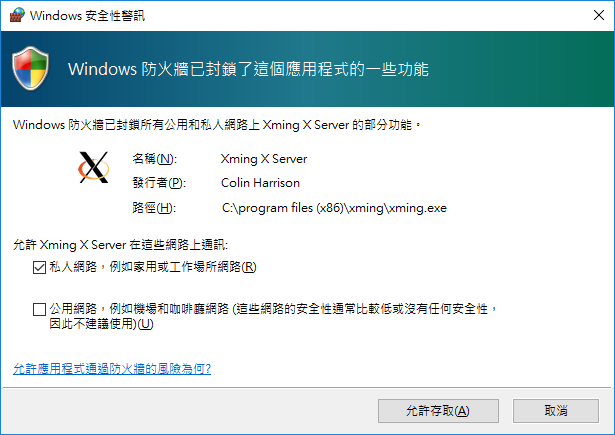 Windows 安全性警訊
Windows 防火牆已封鎖了這個應用程式的一些功能
Windows 防火牆已封鎖所有公用和私人網路上 Xming X Server 的部分功能。
名稱(N): Xming X Server
發行者(P): Colin Harrison
路徑(H): C:\program files (x86)\xming\xming.exe
允許 Xming X Server 在這些網路上通訊:
私人網路，例如家用或工作場所網路(R)
公用網路，例如機場和咖啡廳網路 (這些網路的安全性通常比較低或沒有任何安全性，
因此不建議使用)(U)
允許應用程式通過防火牆的風險為何?
允許存取(A) 取消